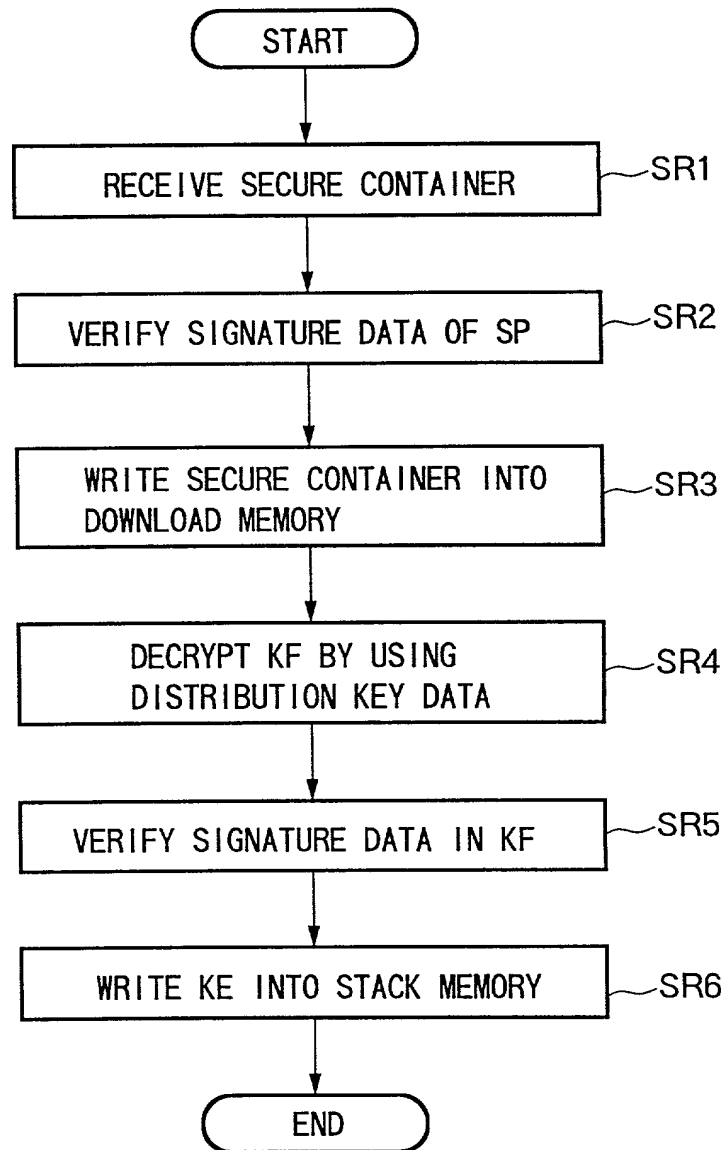 START
RECEIVE SECURE CONTAINER
SR1
VERIFY SIGNATURE DATA OF SP
SR2
WRITE SECURE CONTAINER INTO
DOWNLOAD MEMORY
SR3
DECRYPT KF BY USING
DISTRIBUTION KEY DATA
SR4
VERIFY SIGNATURE DATA IN KF
SR5
WRITE KE INTO STACK MEMORY
SR6
END